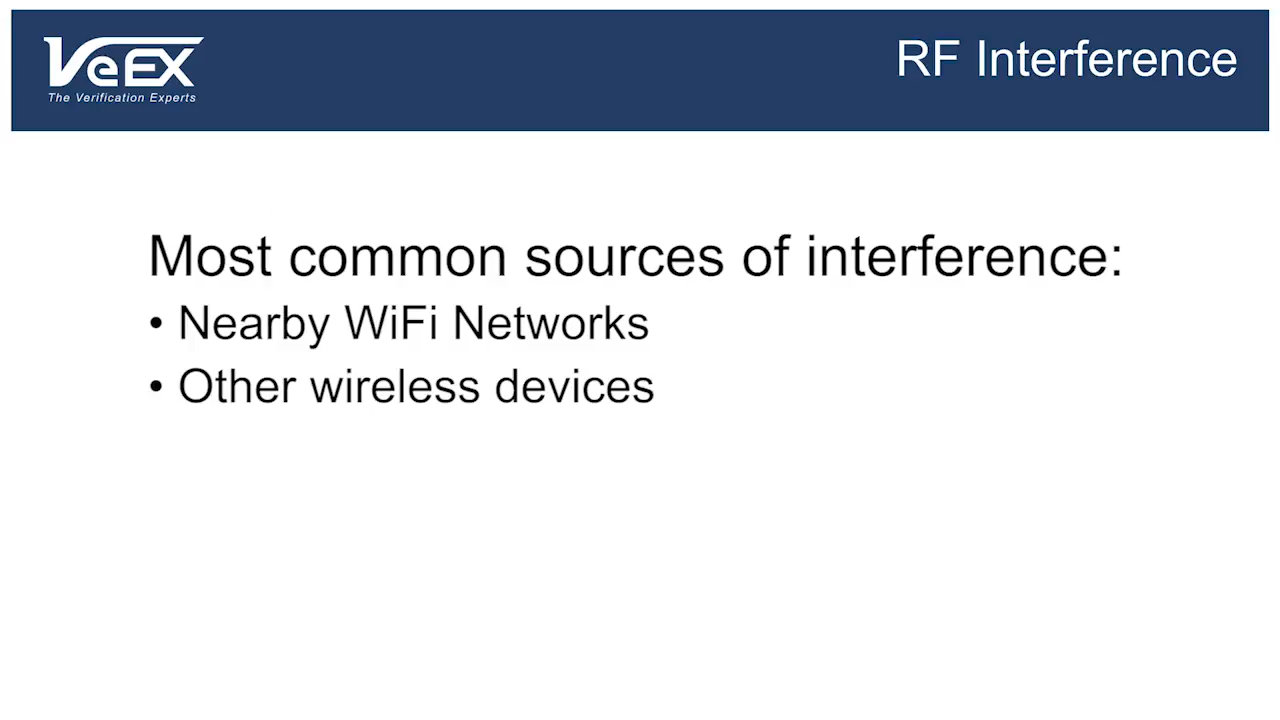 VeEX
The Verification Experts
RF Interference
Most common sources of interference:
• Nearby WiFi Networks
• Other wireless devices